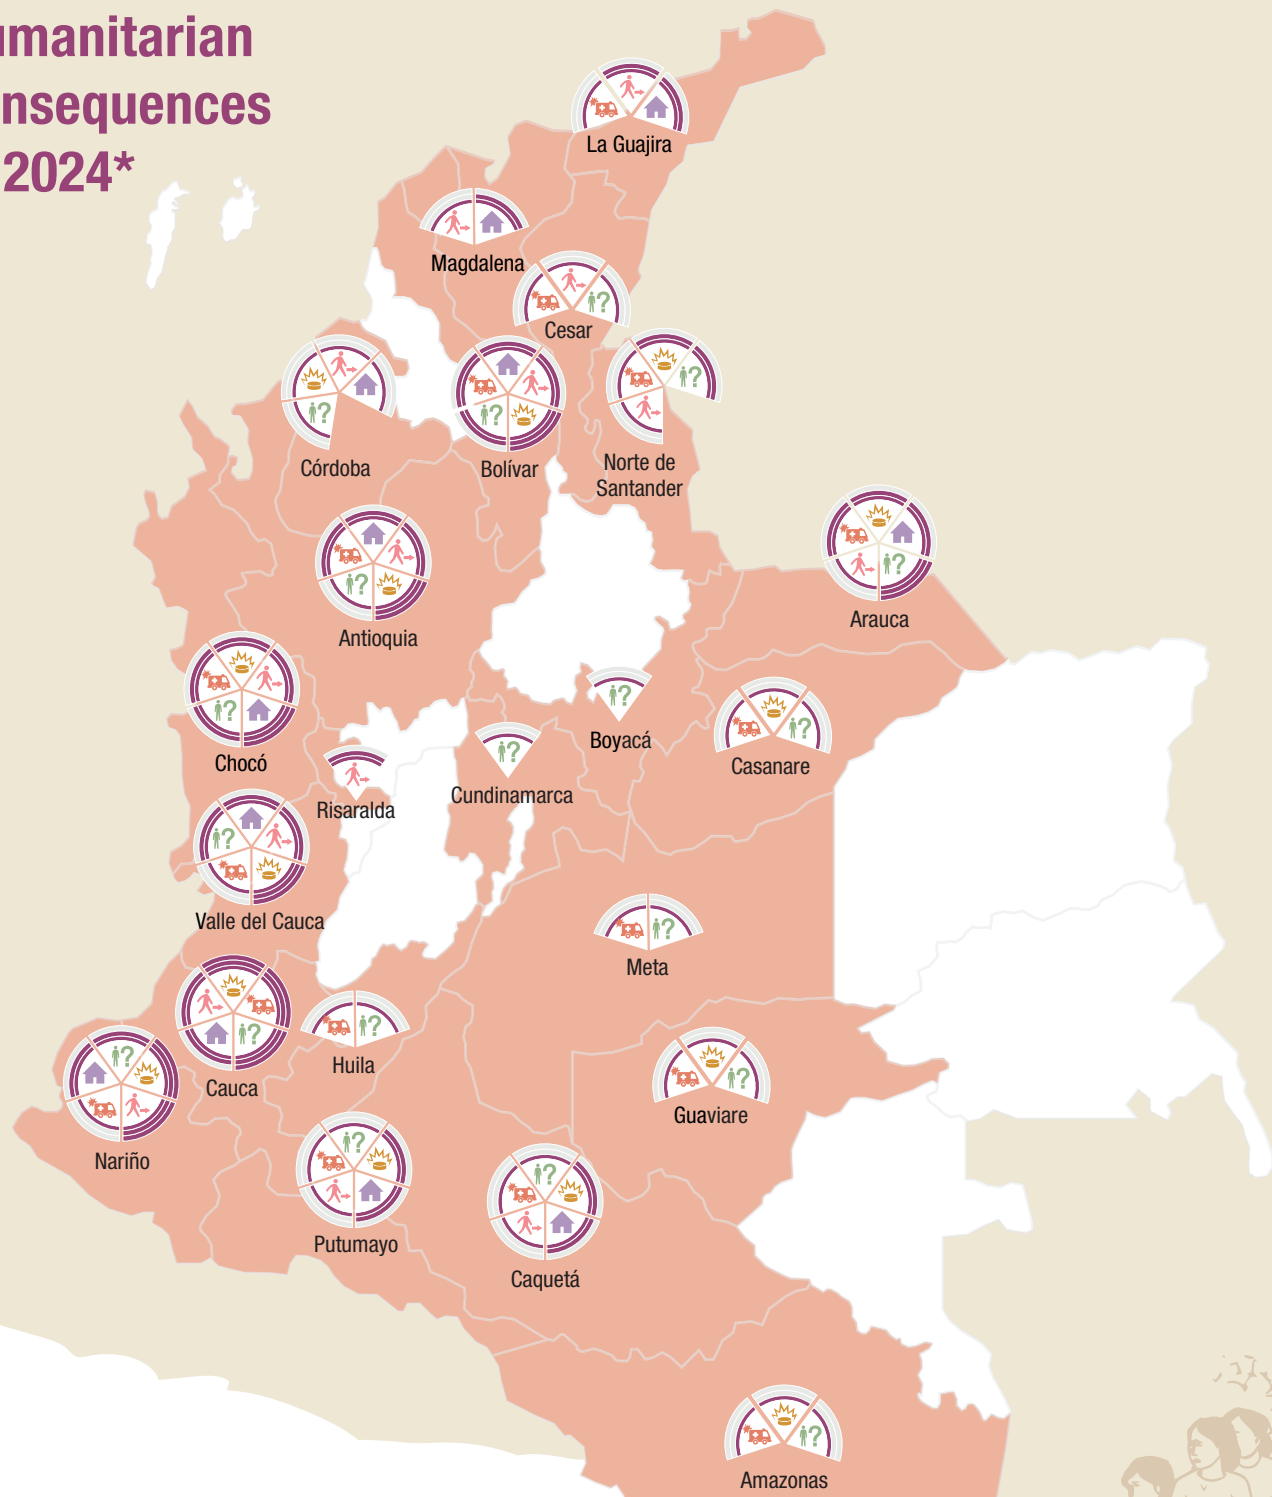 umanitarian
nsequences
2024*
La Guajira
Magdalena
Cesar
Córdoba
Bolívar
Norte de
Santander
Antioquia
Arauca
Chocó
Boyacá
Casanare
Risaralda
Cundinamarca
Valle del Cauca
Meta
Cauca
Huila
Nariño
Guaviare
Putumayo
Caquetá
Amazonas